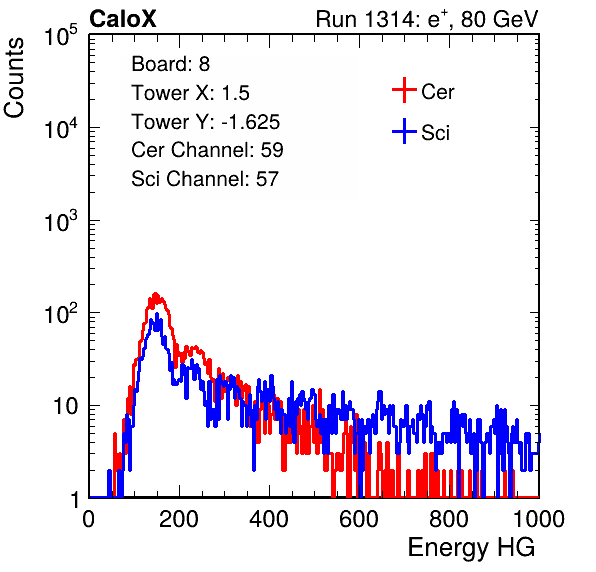 CaloX Run 1314: e⁺, 80 GeV
Counts
10⁵
10⁴
10³
10²
10
1
Board: 8
Tower X: 1.5
Tower Y: -1.625
Cer Channel: 59
Sci Channel: 57
Cer
Sci
0 200 400 600 800 1000
Energy HG